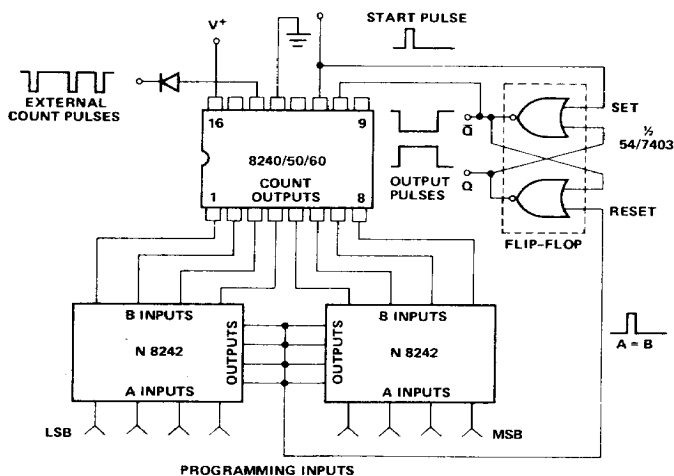 START PULSE
V+
EXTERNAL
COUNT PULSES
16
9
8240/50/60
COUNT
OUTPUTS
1
8
Q̅
OUTPUT
PULSES
Q
SET
½
54/7403
RESET
FLIP-FLOP
B INPUTS
N 8242
A INPUTS
OUTPUTS
OUTPUTS
B INPUTS
N 8242
A INPUTS
A = B
LSB
MSB
PROGRAMMING INPUTS